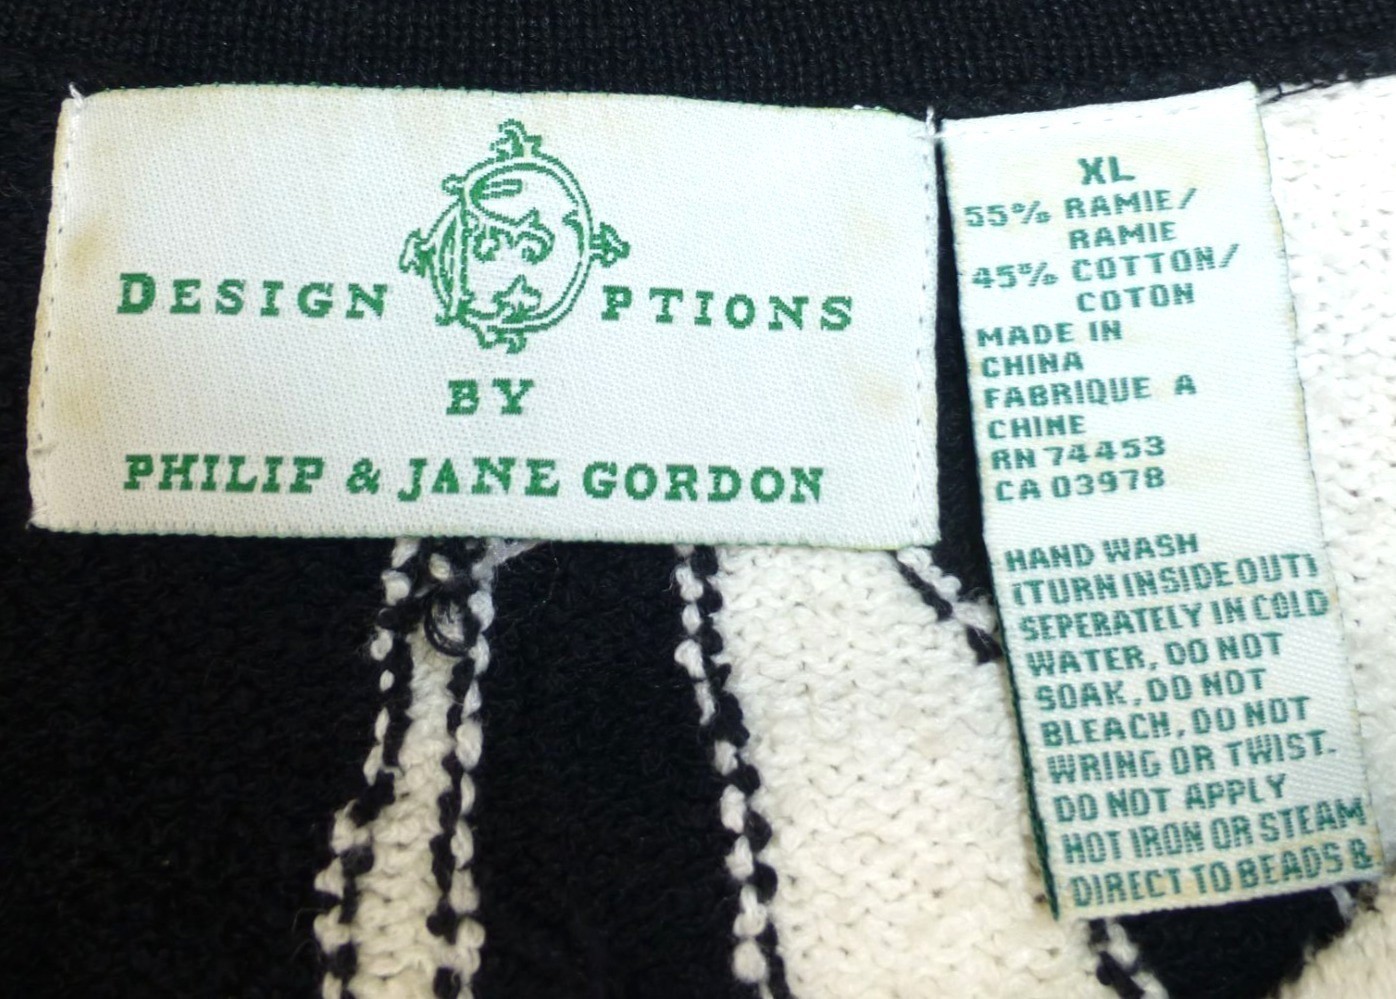 DESIGN OPTIONS
BY
PHILIP & JANE GORDON
XL
55% RAMIE/
RAMIE
45% COTTON/
COTON
MADE IN
CHINA
FABRIQUE A
CHINE
RN 74453
CA 03978
HAND WASH
(TURN INSIDE OUT)
SEPERATELY IN COLD
WATER, DO NOT
SOAK, DO NOT
BLEACH, DO NOT
WRING OR TWIST.
DO NOT APPLY
HOT IRON OR STEAM
DIRECT TO BEADS &